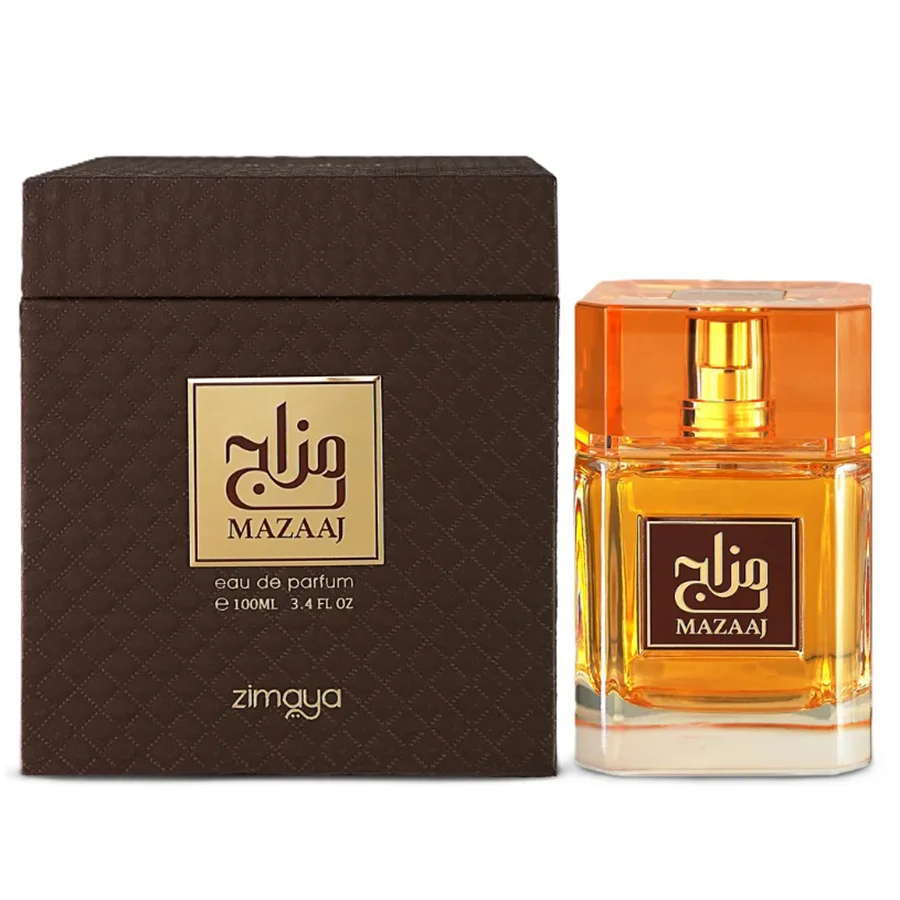 مزاج
MAZAAJ
eau de parfum
℮ 100ML 3.4 FL OZ
zimaya
مزاج
MAZAAJ